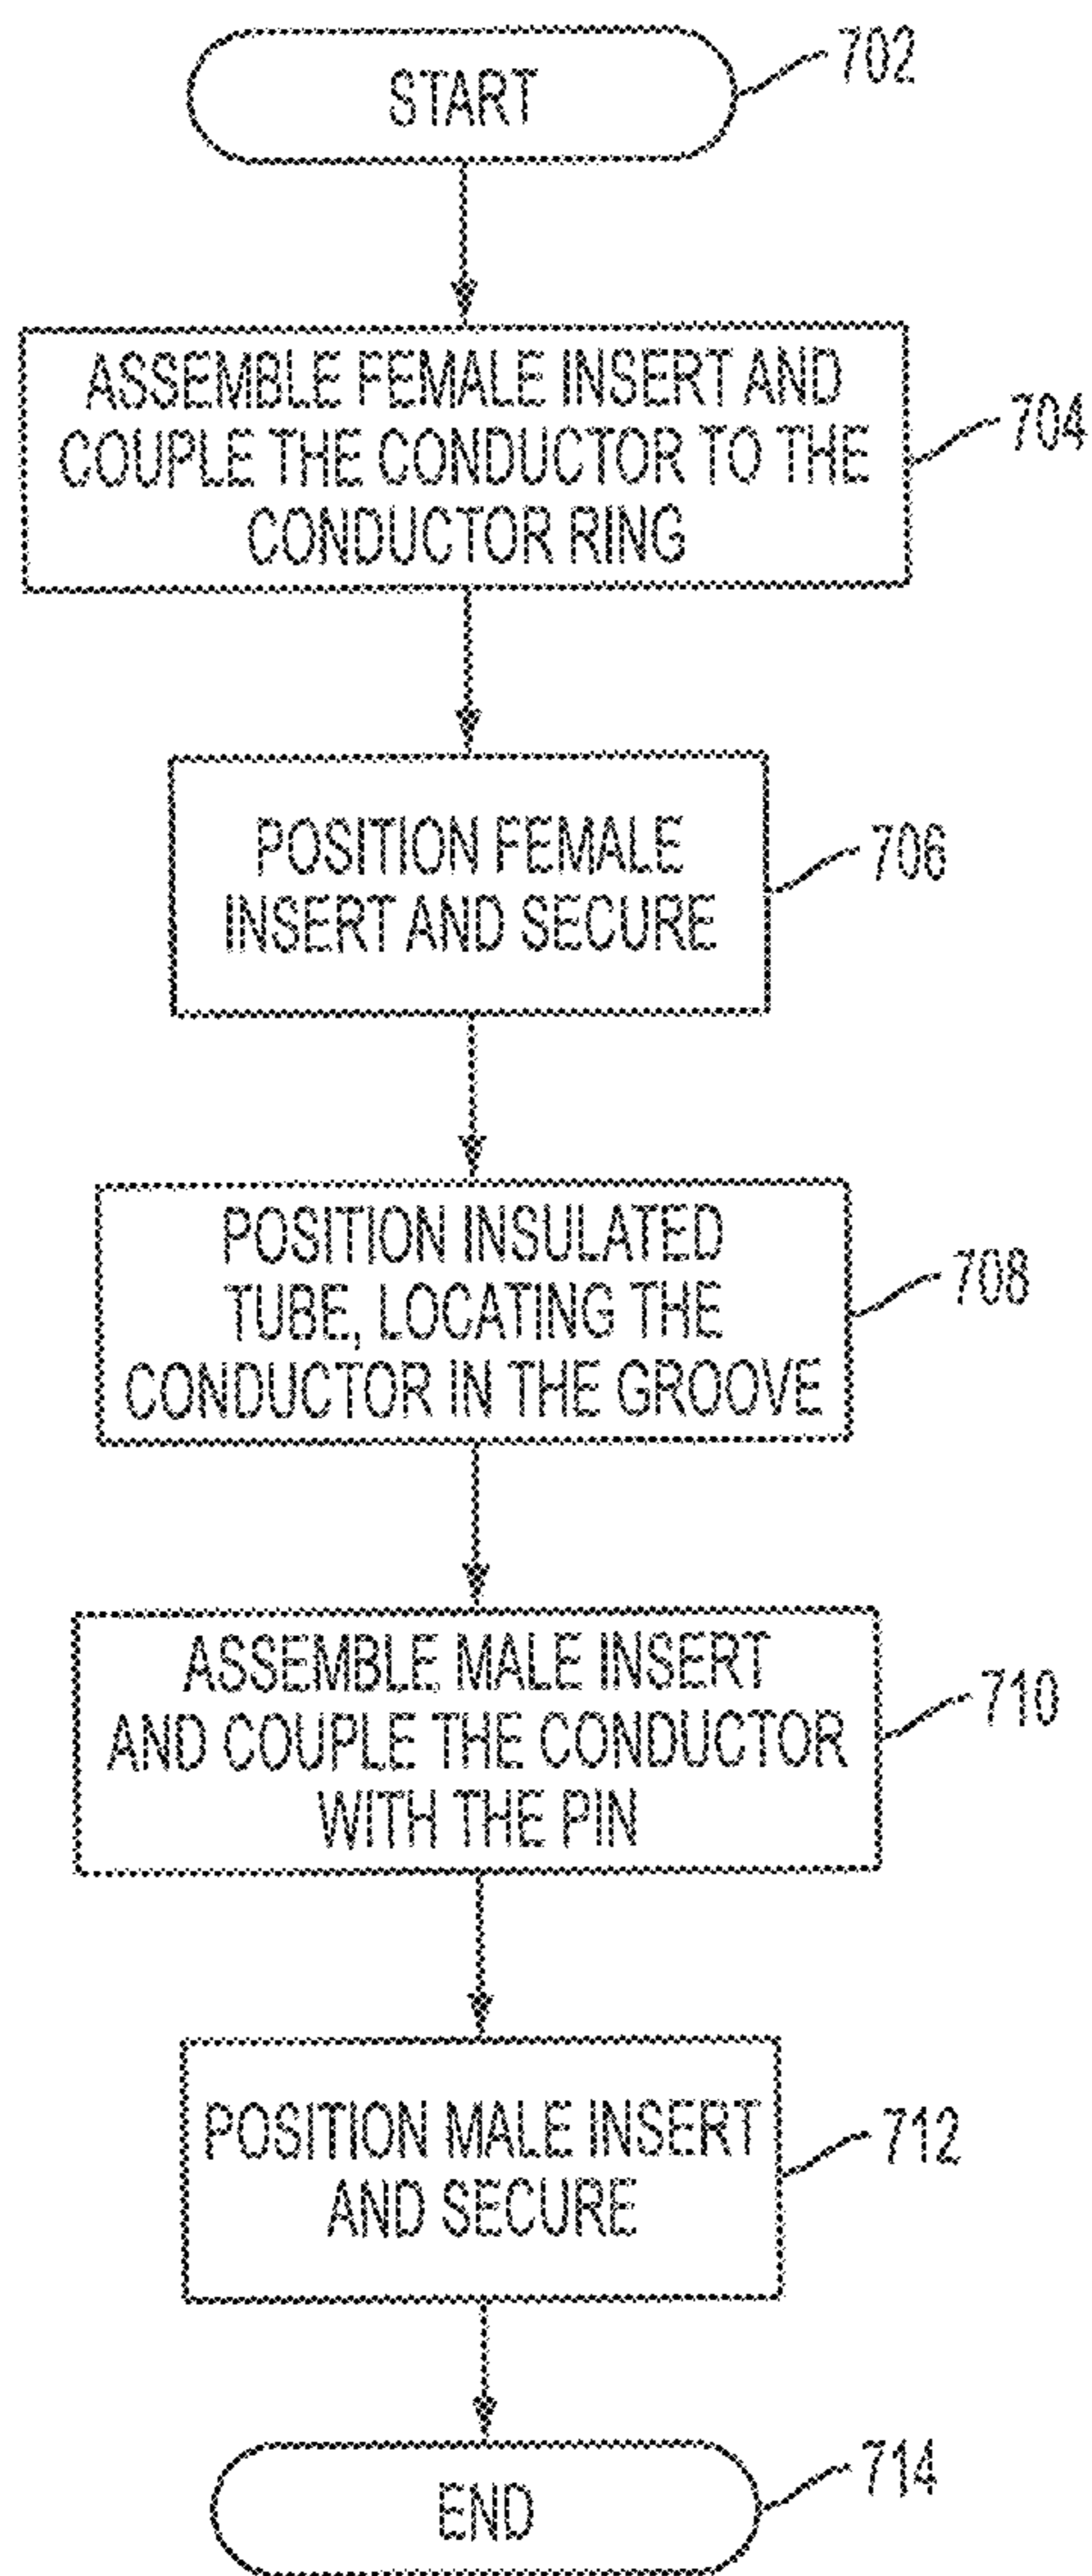 START
702
ASSEMBLE FEMALE INSERT AND
COUPLE THE CONDUCTOR TO THE
CONDUCTOR RING
704
POSITION FEMALE
INSERT AND SECURE
706
POSITION INSULATED
TUBE, LOCATING THE
CONDUCTOR IN THE GROOVE
708
ASSEMBLE MALE INSERT
AND COUPLE THE CONDUCTOR
WITH THE PIN
710
POSITION MALE INSERT
AND SECURE
712
END
714